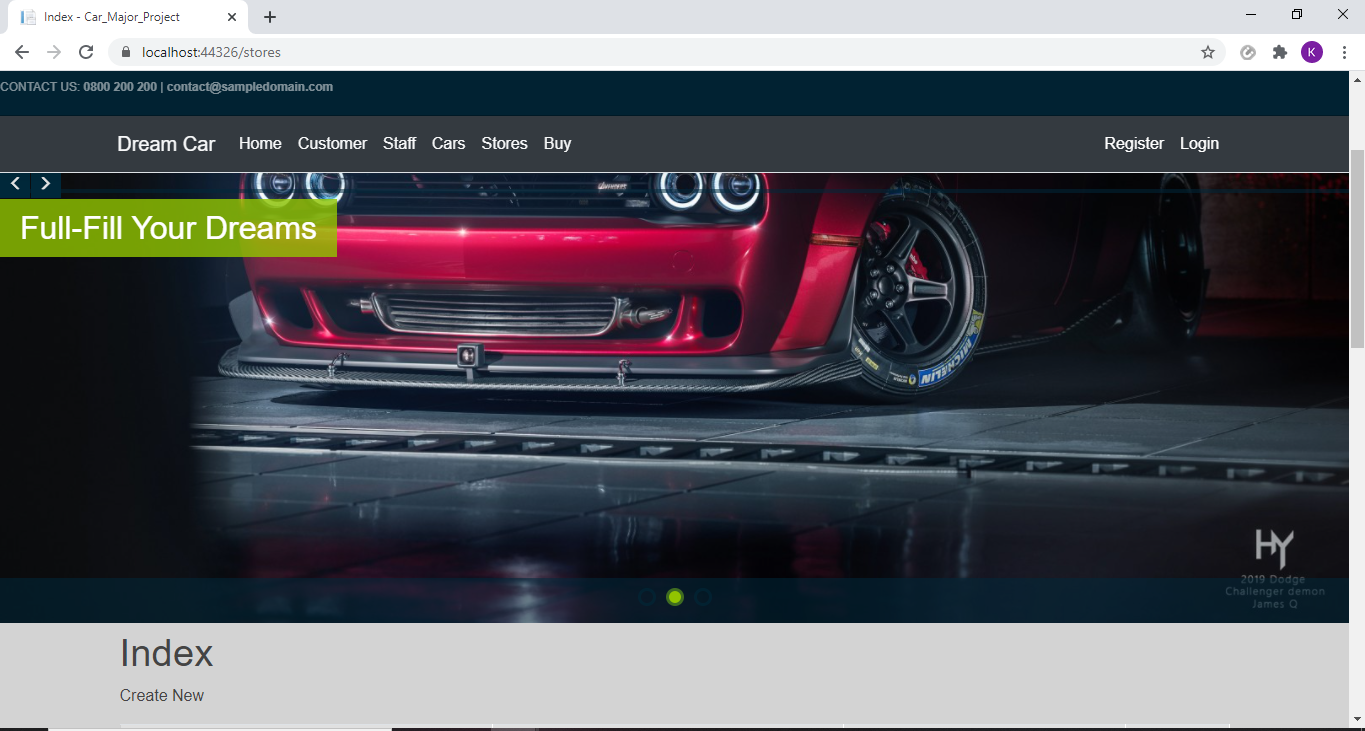 Index - Car_Major_Project
localhost:44326/stores
K
CONTACT US: 0800 200 200 | contact@sampledomain.com
Dream Car Home Customer Staff Cars Stores Buy Register Login
Full-Fill Your Dreams
MICHELIN
HY
2019 Dodge
Challenger demon
James Q
Index
Create New